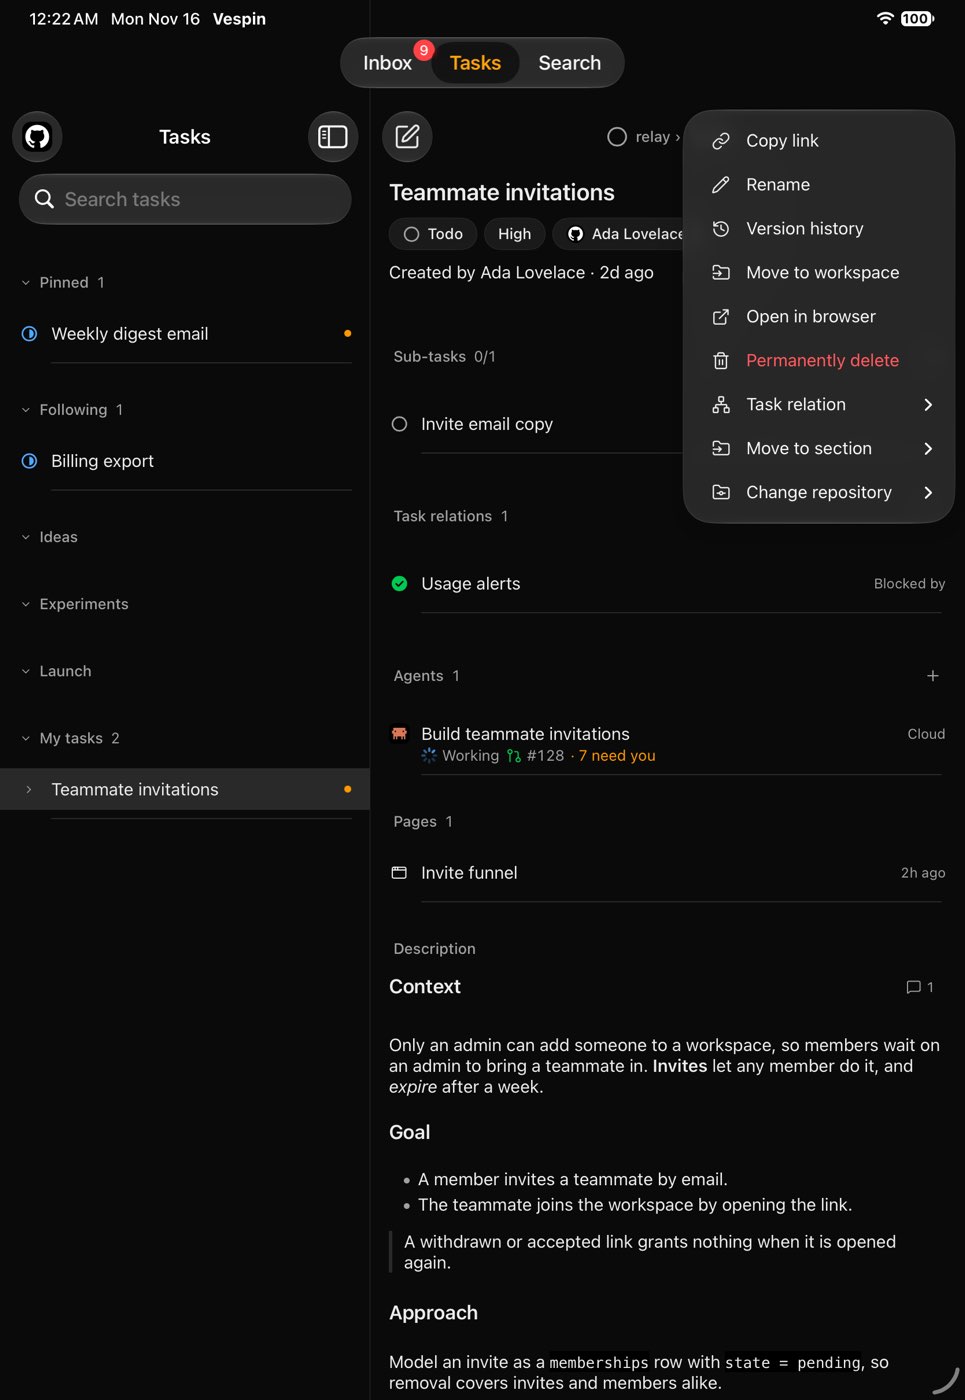 12:22 AM Mon Nov 16 Vespin
100
Inbox 9 Tasks Search
Tasks
Search tasks
Pinned 1
Weekly digest email
Following 1
Billing export
Ideas
Experiments
Launch
My tasks 2
Teammate invitations
relay ›
Teammate invitations
Todo High Ada Lovelace
Created by Ada Lovelace · 2d ago
Copy link
Rename
Version history
Move to workspace
Open in browser
Permanently delete
Task relation
Move to section
Change repository
Sub-tasks 0/1
Invite email copy
Task relations 1
Usage alerts Blocked by
Agents 1 +
Build teammate invitations Cloud
Working #128 · 7 need you
Pages 1
Invite funnel 2h ago
Description
Context 1
Only an admin can add someone to a workspace, so members wait on
an admin to bring a teammate in. Invites let any member do it, and
expire after a week.
Goal
• A member invites a teammate by email.
• The teammate joins the workspace by opening the link.
A withdrawn or accepted link grants nothing when it is opened
again.
Approach
Model an invite as a memberships row with state = pending, so
removal covers invites and members alike.